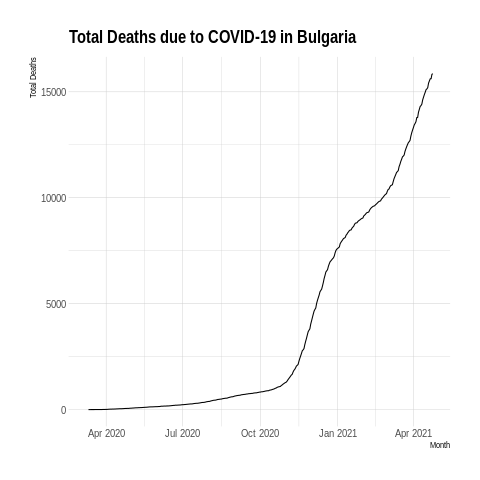 Total Deaths due to COVID-19 in Bulgaria
Total Deaths
15000
10000
5000
0
Apr 2020 Jul 2020 Oct 2020 Jan 2021 Apr 2021
Month